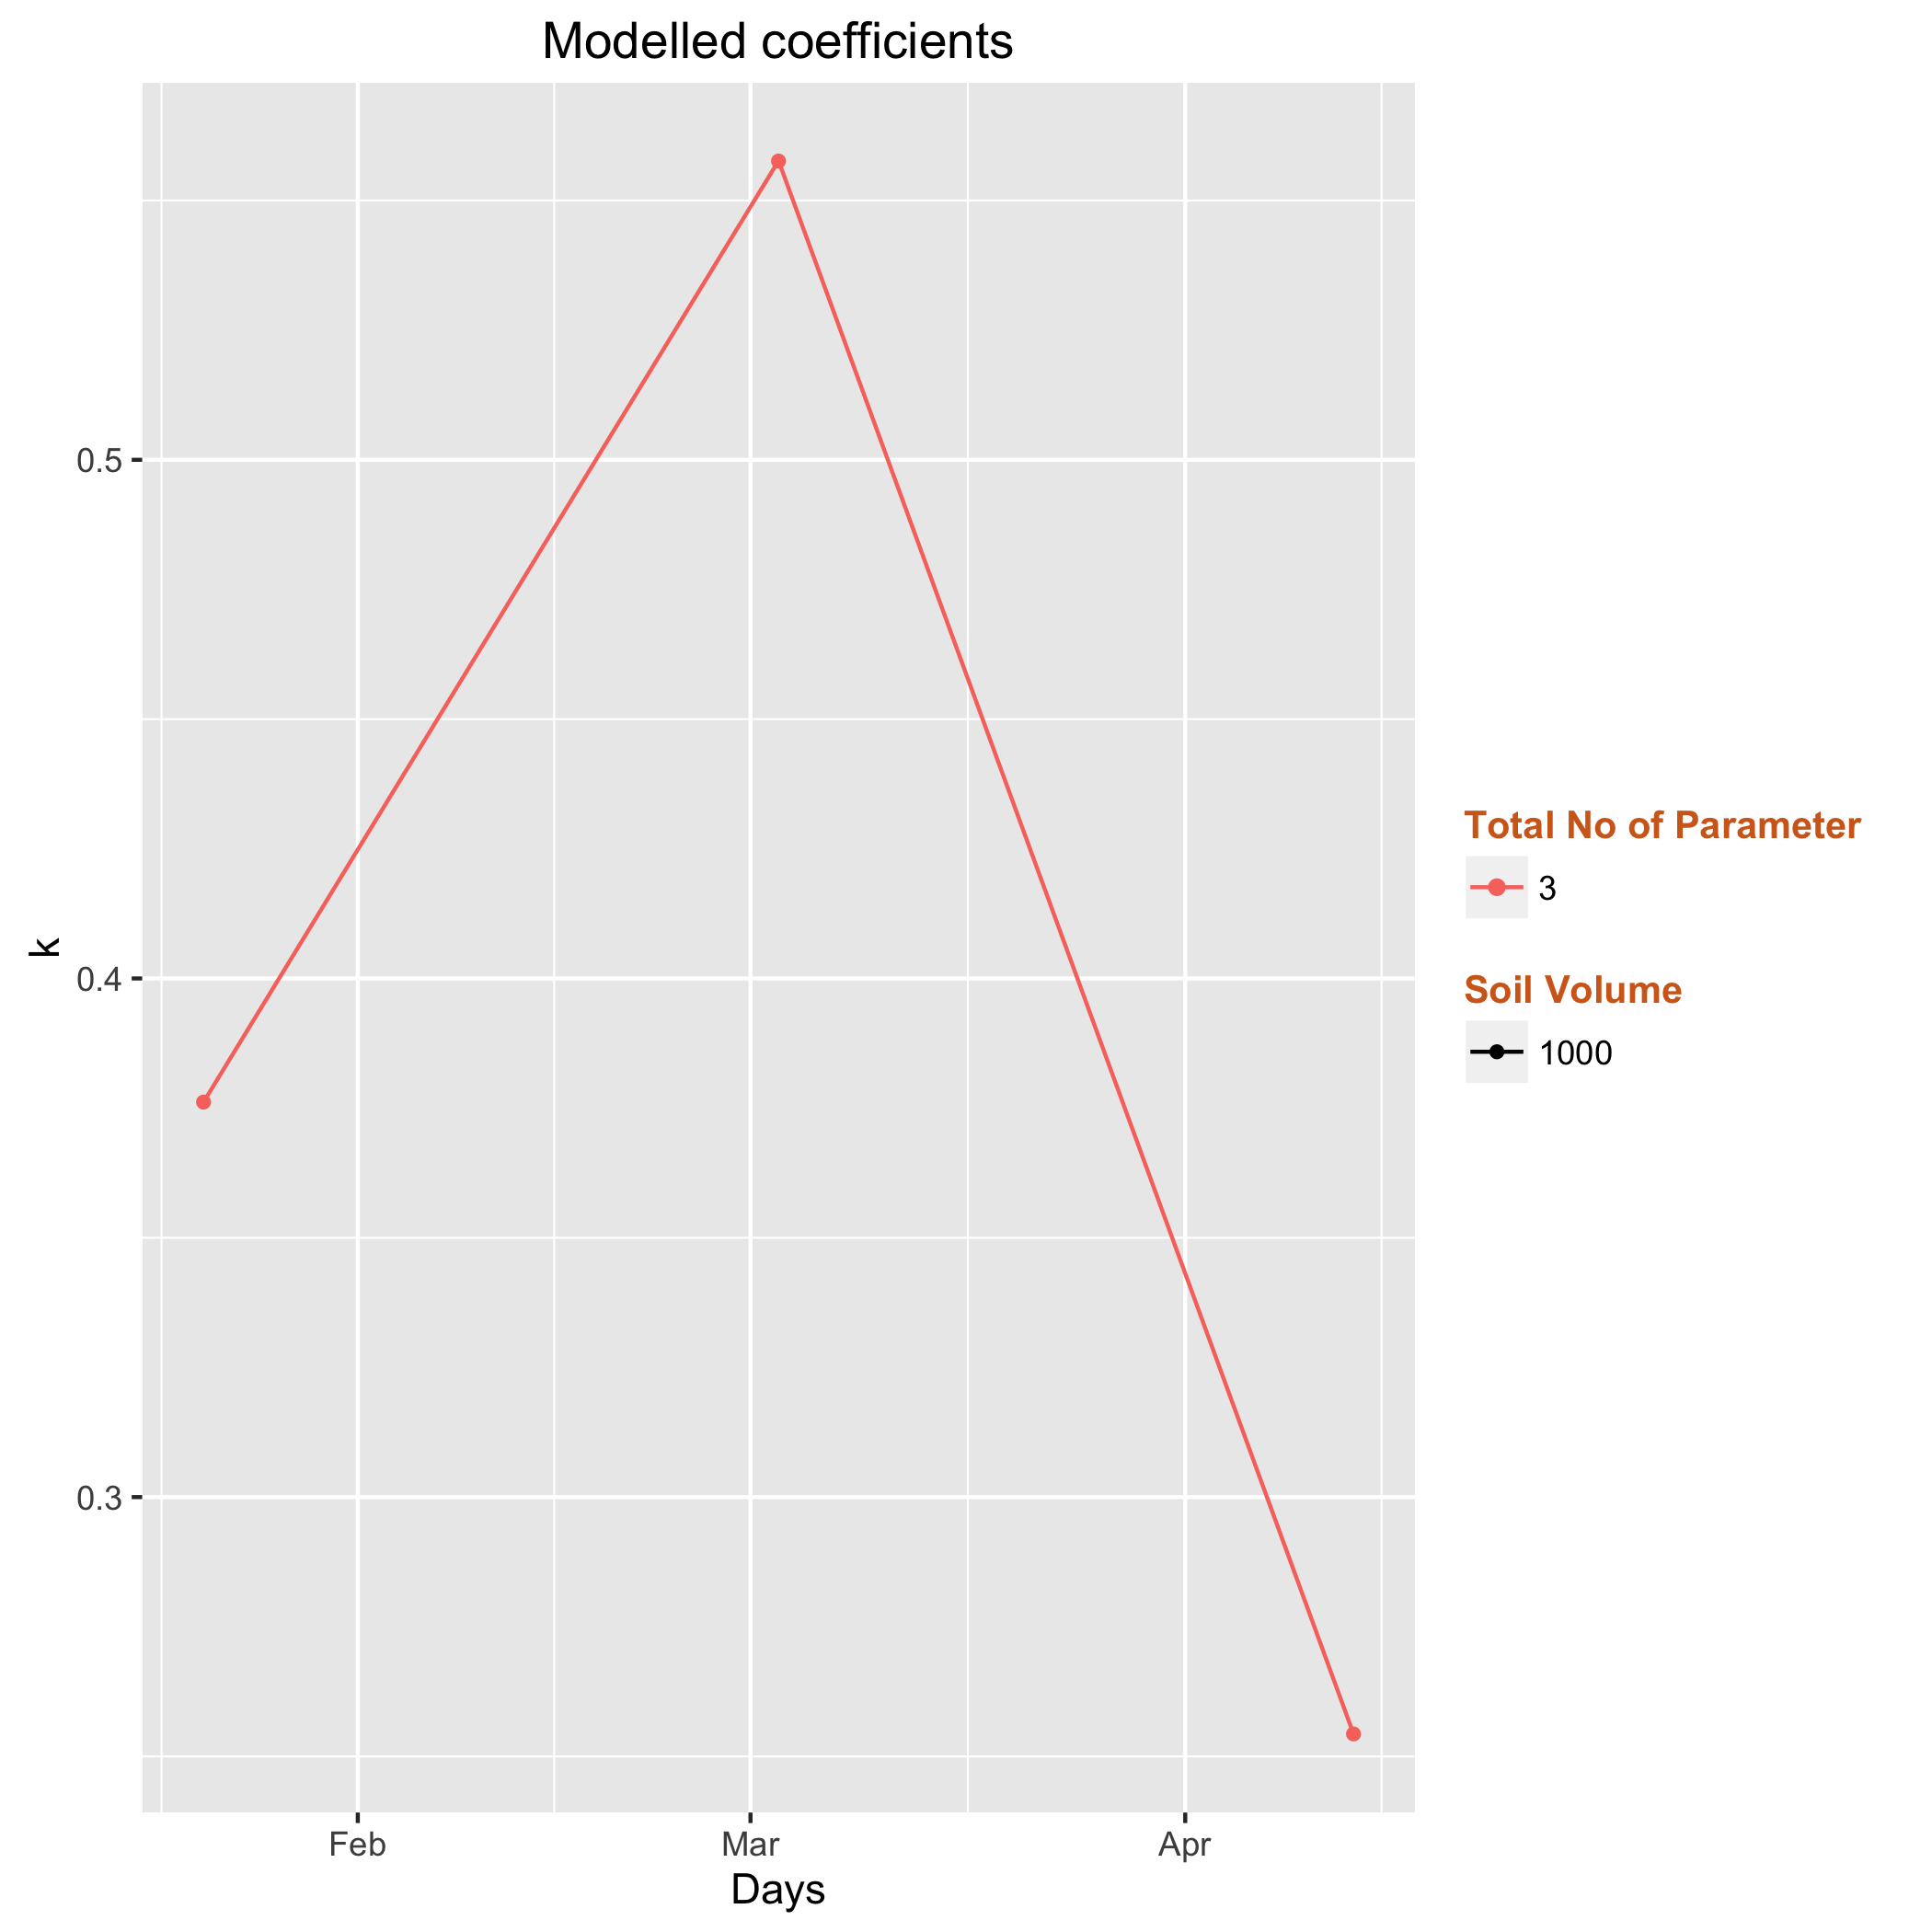 Modelled coefficients
k
0.5
0.4
0.3
Feb Mar Apr
Days
Total No of Parameter
3
Soil Volume
1000